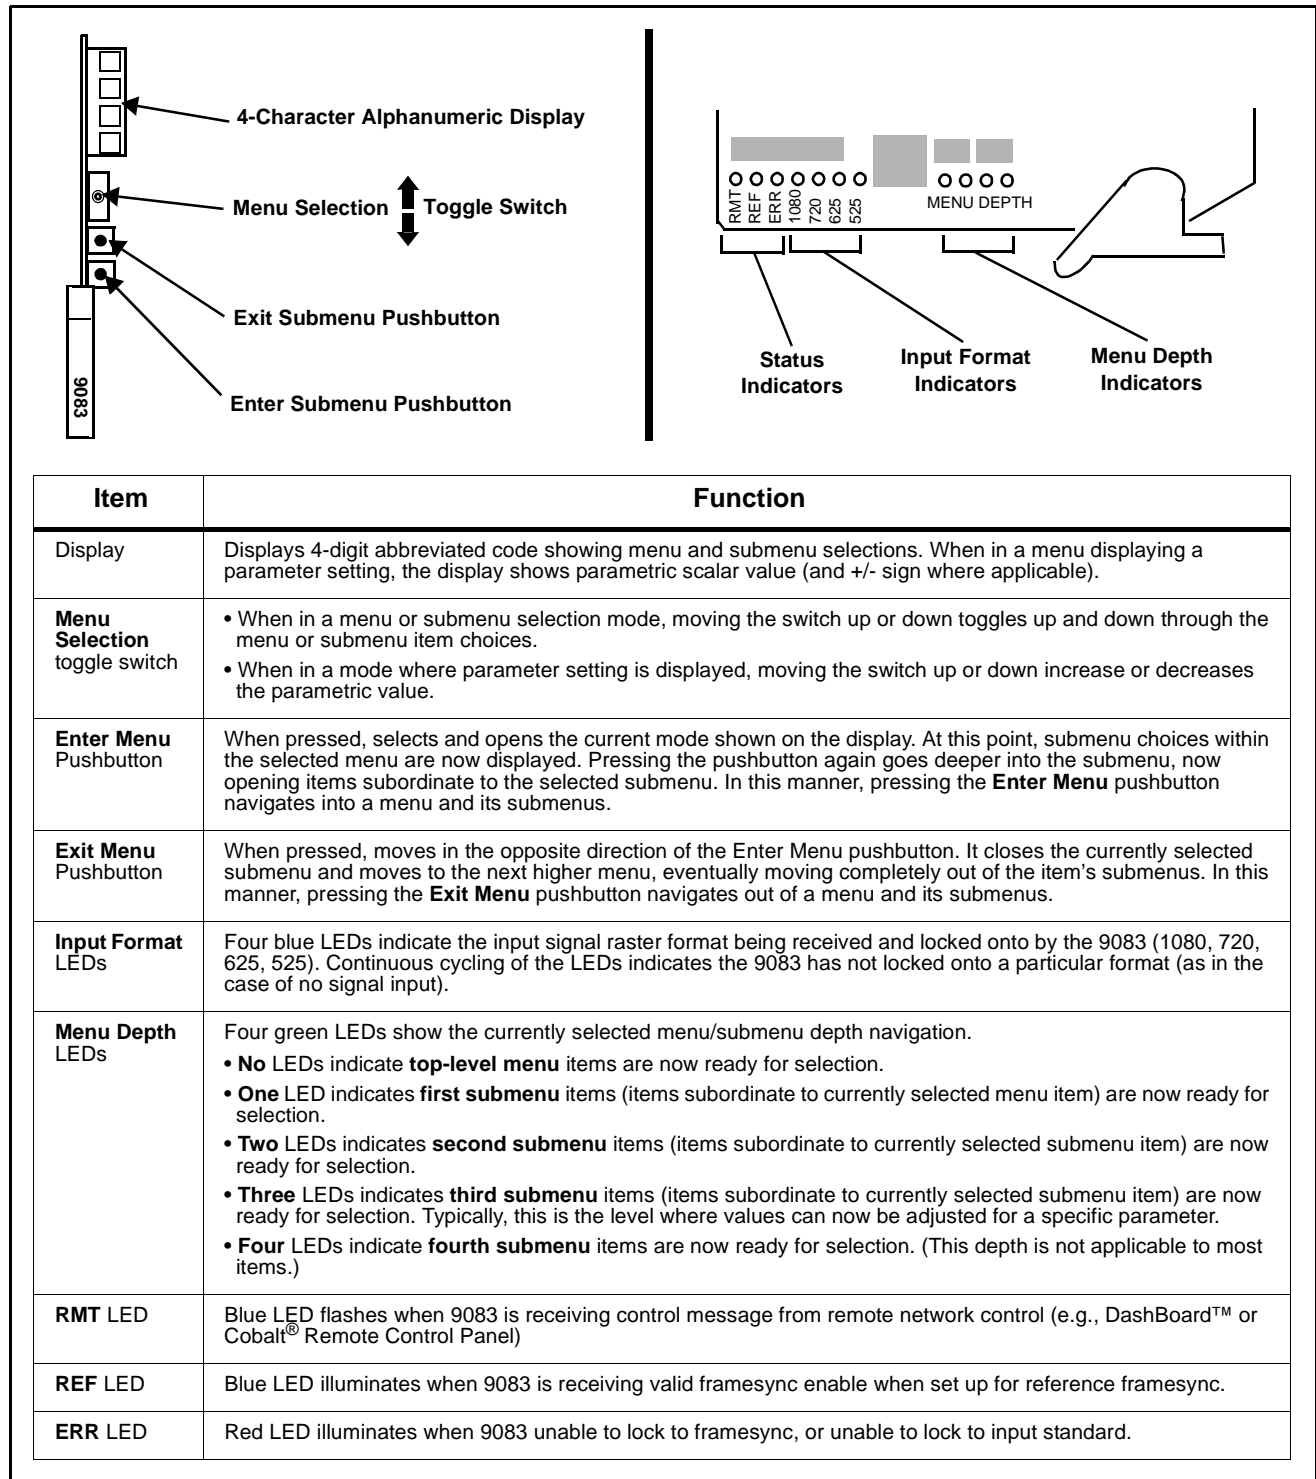 4-Character Alphanumeric Display
Menu Selection Toggle Switch
Exit Submenu Pushbutton
Enter Submenu Pushbutton
9083
RMT
REF
ERR
1080
720
625
525
MENU DEPTH
Status
Indicators
Input Format
Indicators
Menu Depth
Indicators
Item Function
Display
Displays 4-digit abbreviated code showing menu and submenu selections. When in a menu displaying a
parameter setting, the display shows parametric scalar value (and +/- sign where applicable).
Menu
Selection
toggle switch
• When in a menu or submenu selection mode, moving the switch up or down toggles up and down through the
menu or submenu item choices.
• When in a mode where parameter setting is displayed, moving the switch up or down increase or decreases
the parametric value.
Enter Menu
Pushbutton
When pressed, selects and opens the current mode shown on the display. At this point, submenu choices within
the selected menu are now displayed. Pressing the pushbutton again goes deeper into the submenu, now
opening items subordinate to the selected submenu. In this manner, pressing the Enter Menu pushbutton
navigates into a menu and its submenus.
Exit Menu
Pushbutton
When pressed, moves in the opposite direction of the Enter Menu pushbutton. It closes the currently selected
submenu and moves to the next higher menu, eventually moving completely out of the item's submenus. In this
manner, pressing the Exit Menu pushbutton navigates out of a menu and its submenus.
Input Format
LEDs
Four blue LEDs indicate the input signal raster format being received and locked onto by the 9083 (1080, 720,
625, 525). Continuous cycling of the LEDs indicates the 9083 has not locked onto a particular format (as in the
case of no signal input).
Menu Depth
LEDs
Four green LEDs show the currently selected menu/submenu depth navigation.
• No LEDs indicate top-level menu items are now ready for selection.
• One LED indicates first submenu items (items subordinate to currently selected menu item) are now ready for
selection.
• Two LEDs indicates second submenu items (items subordinate to currently selected submenu item) are now
ready for selection.
• Three LEDs indicates third submenu items (items subordinate to currently selected submenu item) are now
ready for selection. Typically, this is the level where values can now be adjusted for a specific parameter.
• Four LEDs indicate fourth submenu items are now ready for selection. (This depth is not applicable to most
items.)
RMT LED
Blue LED flashes when 9083 is receiving control message from remote network control (e.g., DashBoard™ or
Cobalt® Remote Control Panel)
REF LED
Blue LED illuminates when 9083 is receiving valid framesync enable when set up for reference framesync.
ERR LED
Red LED illuminates when 9083 unable to lock to framesync, or unable to lock to input standard.